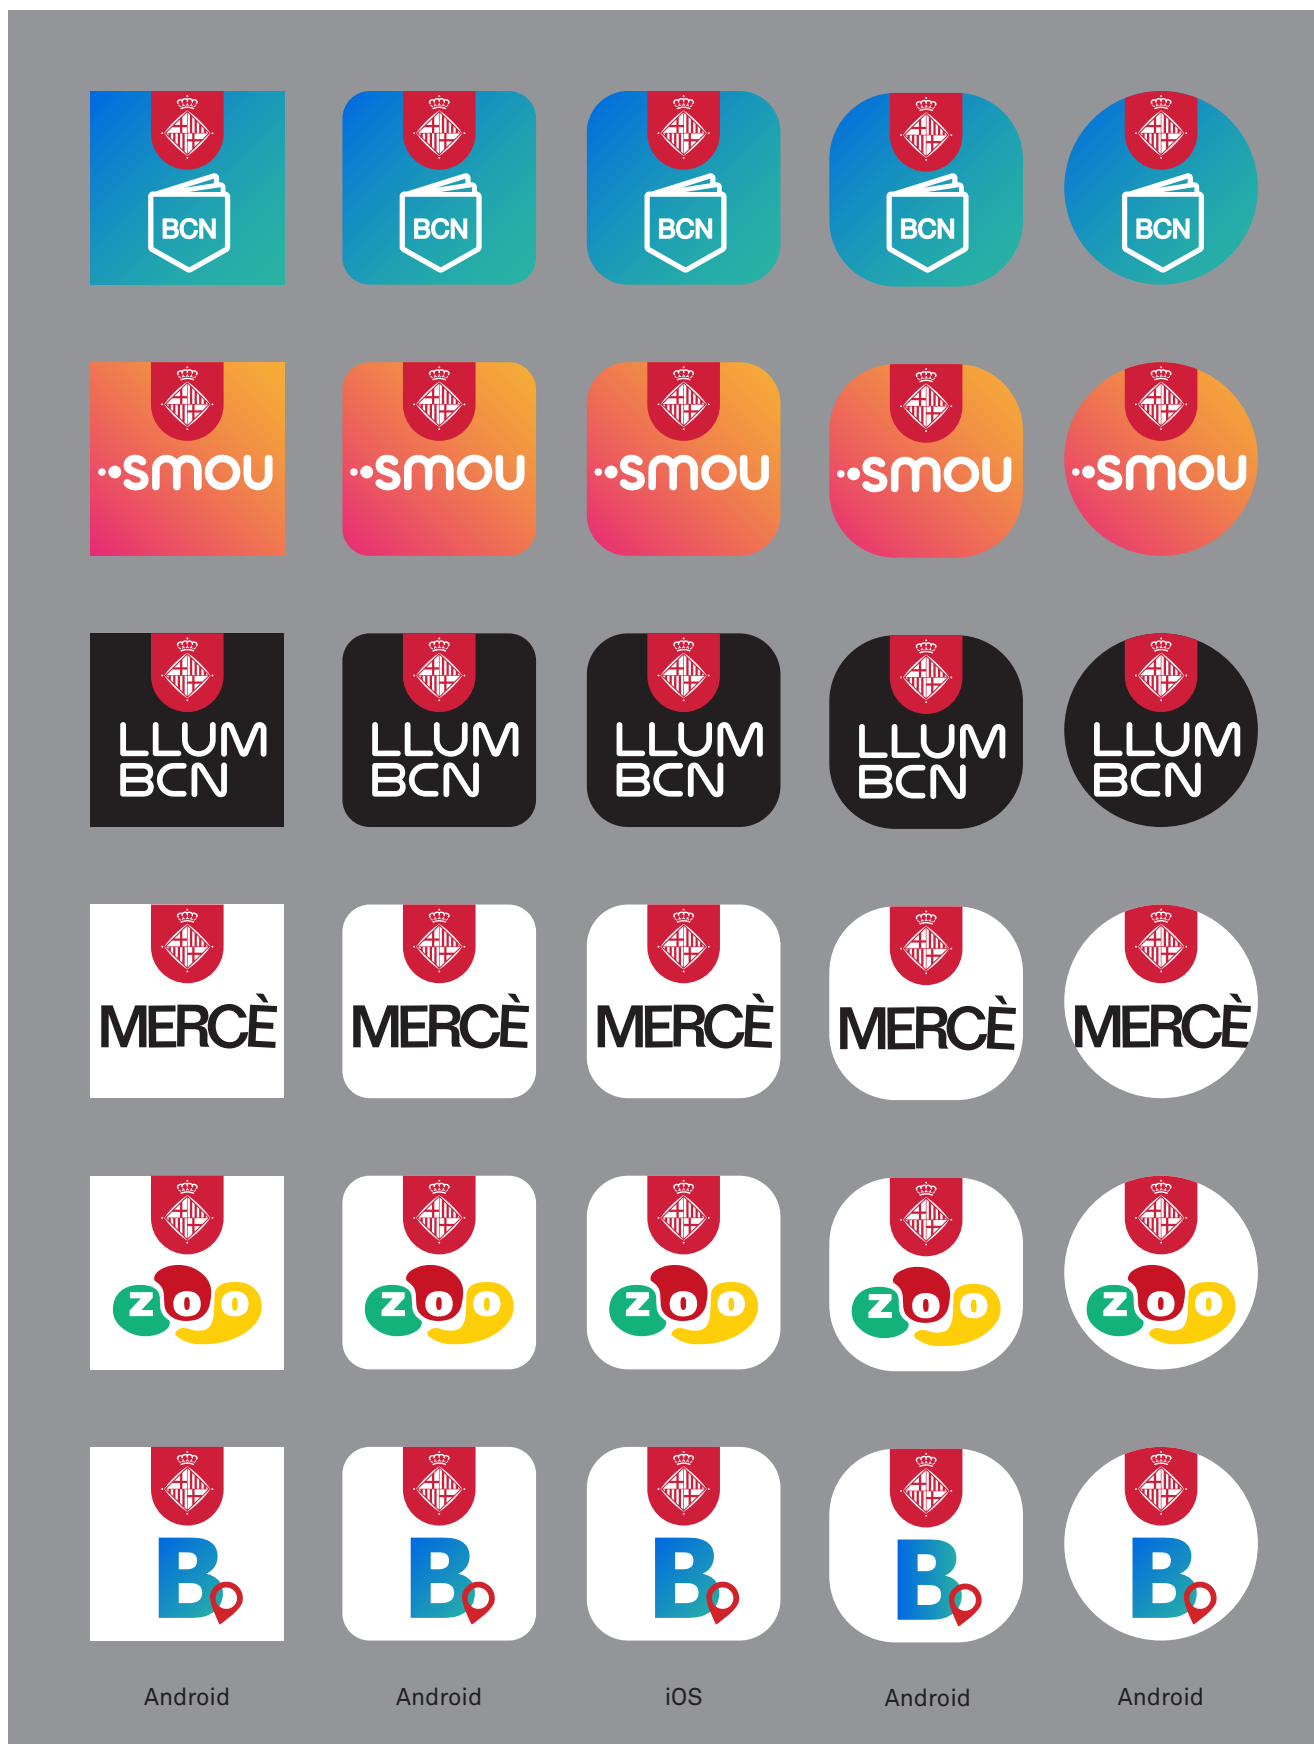 BCN BCN BCN BCN BCN
smou smou smou smou smou
LLUM LLUM LLUM LLUM LLUM
BCN BCN BCN BCN BCN
MERCÈ MERCÈ MERCÈ MERCÈ MERCÈ
zoo zoo zoo zoo zoo
B B B B B
Android Android iOS Android Android